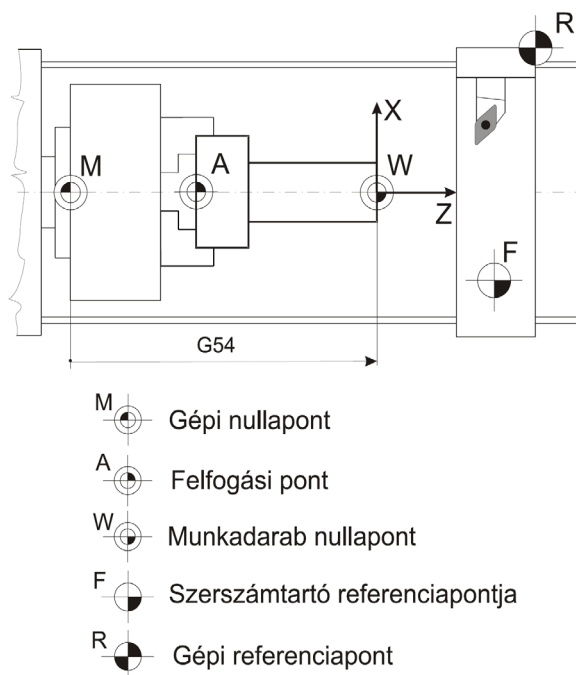 R
X
M
A
W
Z
F
G54
M Gépi nullapont
A Felfogási pont
W Munkadarab nullapont
F Szerszámtartó referenciapontja
R Gépi referenciapont